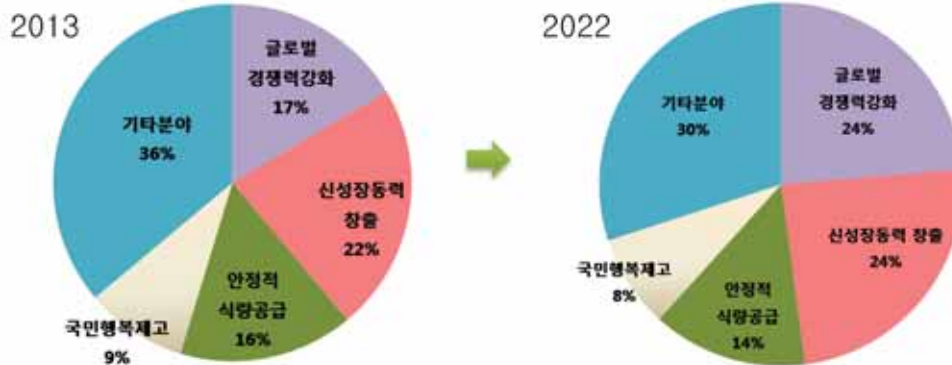 2013
글로벌
경쟁력강화
17%
기타분야
36%
신성장동력
창출
22%
안정적
식량공급
16%
국민행복제고
9%
2022
글로벌
경쟁력강화
24%
기타분야
30%
신성장동력 창출
24%
국민행복제고
8%
안정적
식량공급
14%